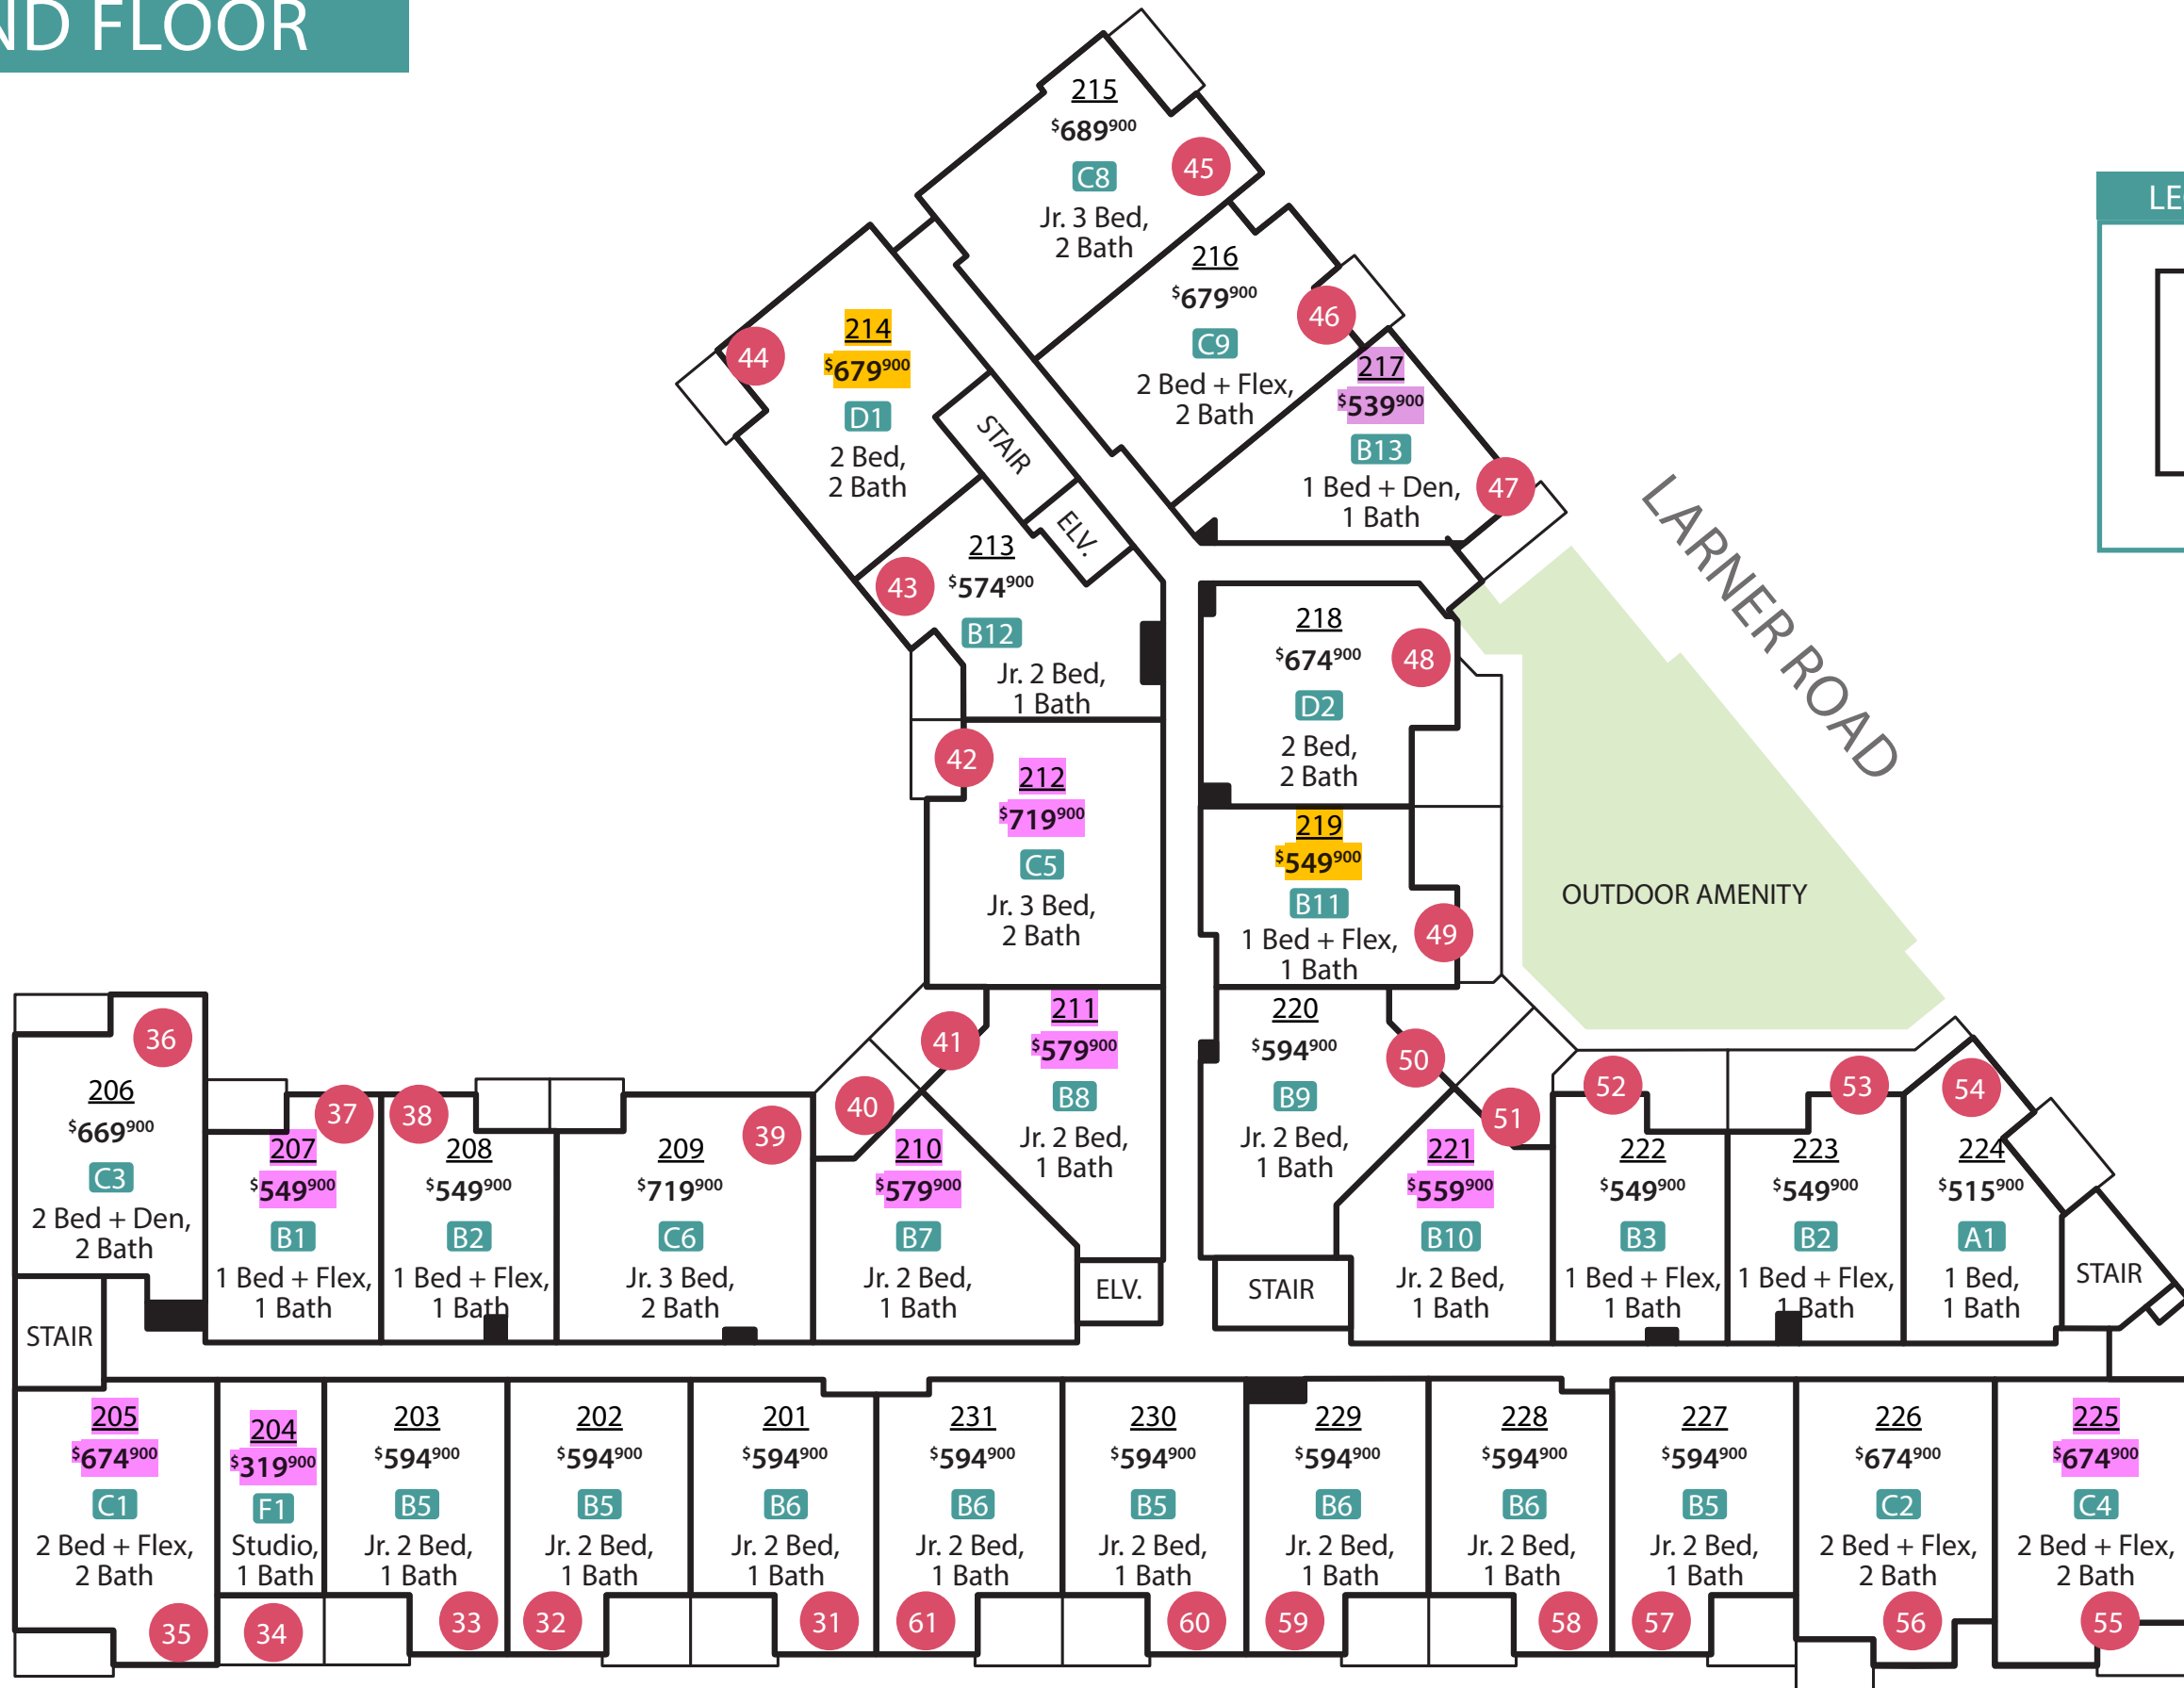 ND FLOOR
LE
215
$689900
C8
Jr. 3 Bed,
2 Bath
45
216
$679900
C9
2 Bed + Flex,
2 Bath
46
214
$679900
D1
2 Bed,
2 Bath
44
217
$539900
B13
1 Bed + Den,
1 Bath
47
STAIR
ELV.
LARNER ROAD
213
$574900
B12
Jr. 2 Bed,
1 Bath
43
218
$674900
D2
2 Bed,
2 Bath
48
42
212
$719900
C5
Jr. 3 Bed,
2 Bath
219
$549900
B11
1 Bed + Flex,
1 Bath
49
OUTDOOR AMENITY
36
206
$669900
C3
2 Bed + Den,
2 Bath
37
207
$549900
B1
1 Bed + Flex,
1 Bath
38
208
$549900
B2
1 Bed + Flex,
1 Bath
39
209
$719900
C6
Jr. 3 Bed,
2 Bath
40
210
$579900
B7
Jr. 2 Bed,
1 Bath
41
211
$579900
B8
Jr. 2 Bed,
1 Bath
ELV.
220
$594900
B9
Jr. 2 Bed,
1 Bath
50
STAIR
51
221
$559900
B10
Jr. 2 Bed,
1 Bath
52
222
$549900
B3
1 Bed + Flex,
1 Bath
53
223
$549900
B2
1 Bed + Flex,
1 Bath
54
224
$515900
A1
1 Bed,
1 Bath
STAIR
STAIR
205
$674900
C1
2 Bed + Flex,
2 Bath
35
204
$319900
F1
Studio,
1 Bath
34
203
$594900
B5
Jr. 2 Bed,
1 Bath
33
202
$594900
B5
Jr. 2 Bed,
1 Bath
32
201
$594900
B6
Jr. 2 Bed,
1 Bath
31
231
$594900
B6
Jr. 2 Bed,
1 Bath
61
230
$594900
B5
Jr. 2 Bed,
1 Bath
60
229
$594900
B6
Jr. 2 Bed,
1 Bath
59
228
$594900
B6
Jr. 2 Bed,
1 Bath
58
227
$594900
B5
Jr. 2 Bed,
1 Bath
57
226
$674900
C2
2 Bed + Flex,
2 Bath
56
225
$674900
C4
2 Bed + Flex,
2 Bath
55